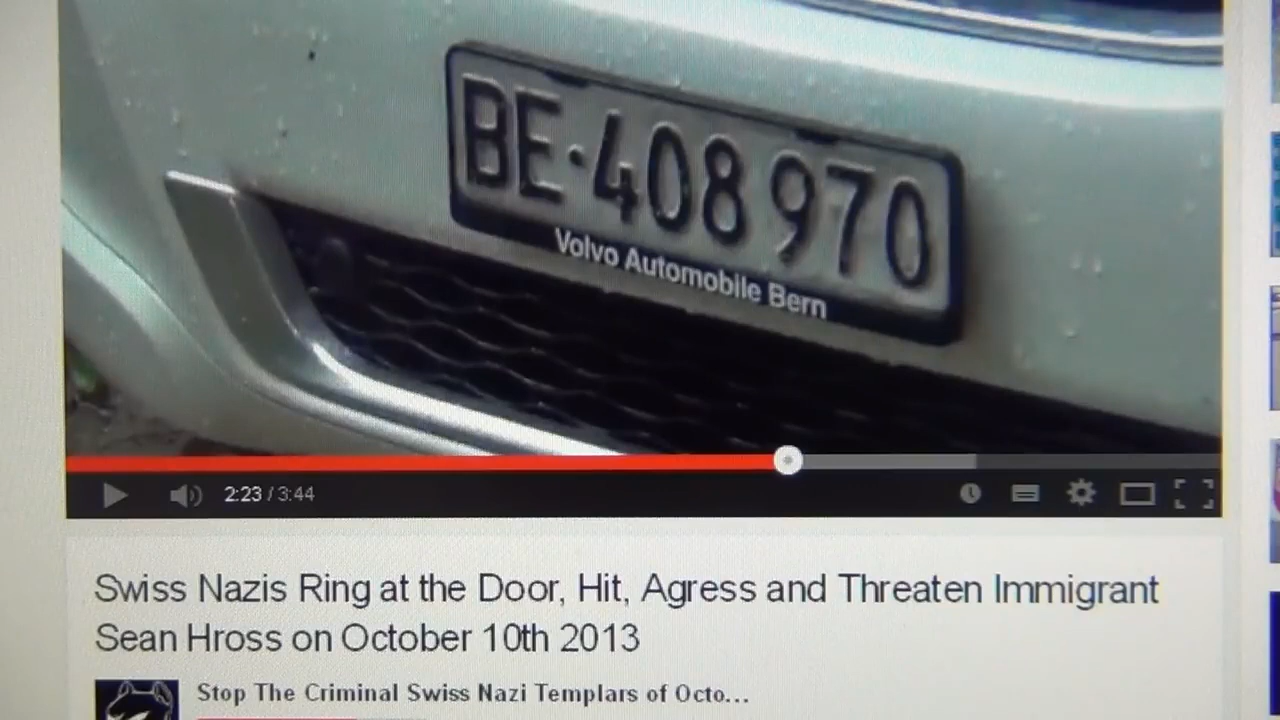 BE·408 970
Volvo Automobile Bern
2:23 / 3:44
Swiss Nazis Ring at the Door, Hit, Agress and Threaten Immigrant
Sean Hross on October 10th 2013
Stop The Criminal Swiss Nazi Templars of Octo...